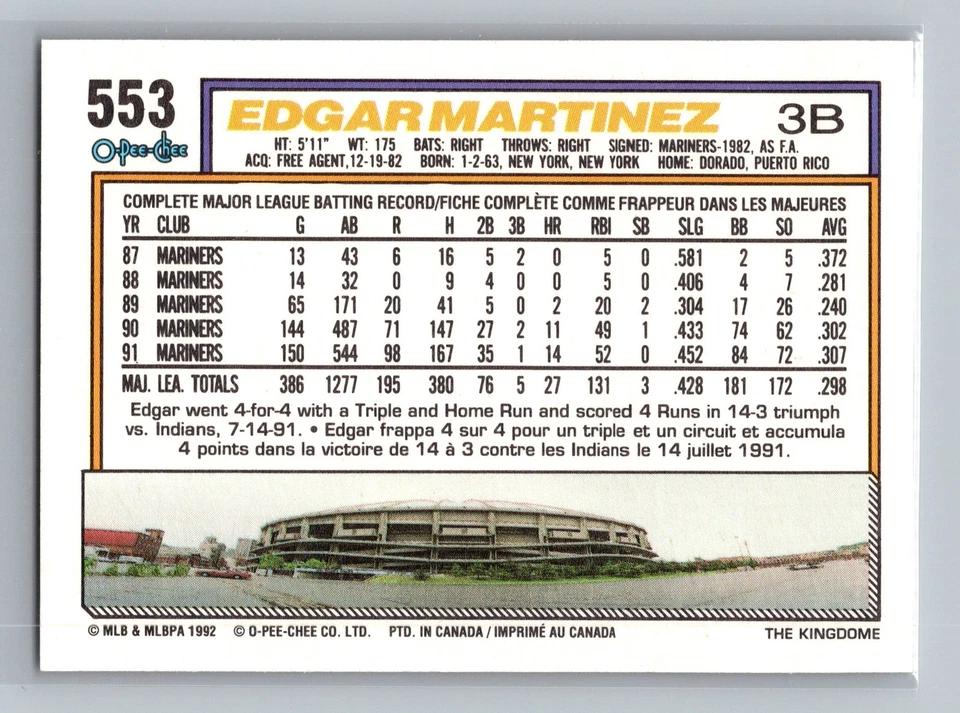 553 EDGAR MARTINEZ 3B
O-Pee-Chee
HT: 5'11" WT: 175 BATS: RIGHT THROWS: RIGHT SIGNED: MARINERS-1982, AS F.A.
ACQ: FREE AGENT,12-19-82 BORN: 1-2-63, NEW YORK, NEW YORK HOME: DORADO, PUERTO RICO
COMPLETE MAJOR LEAGUE BATTING RECORD/FICHE COMPLÈTE COMME FRAPPEUR DANS LES MAJEURES
YR CLUB G AB R H 2B 3B HR RBI SB SLG BB SO AVG
87 MARINERS 13 43 6 16 5 2 0 5 0 .581 2 5 .372
88 MARINERS 14 32 0 9 4 0 0 5 0 .406 4 7 .281
89 MARINERS 65 171 20 41 5 0 2 20 2 .304 17 26 .240
90 MARINERS 144 487 71 147 27 2 11 49 1 .433 74 62 .302
91 MARINERS 150 544 98 167 35 1 14 52 0 .452 84 72 .307
MAJ. LEA. TOTALS 386 1277 195 380 76 5 27 131 3 .428 181 172 .298
Edgar went 4-for-4 with a Triple and Home Run and scored 4 Runs in 14-3 triumph
vs. Indians, 7-14-91. • Edgar frappa 4 sur 4 pour un triple et un circuit et accumula
4 points dans la victoire de 14 à 3 contre les Indians le 14 juillet 1991.
© MLB & MLBPA 1992 © O-PEE-CHEE CO. LTD. PTD. IN CANADA / IMPRIMÉ AU CANADA THE KINGDOME